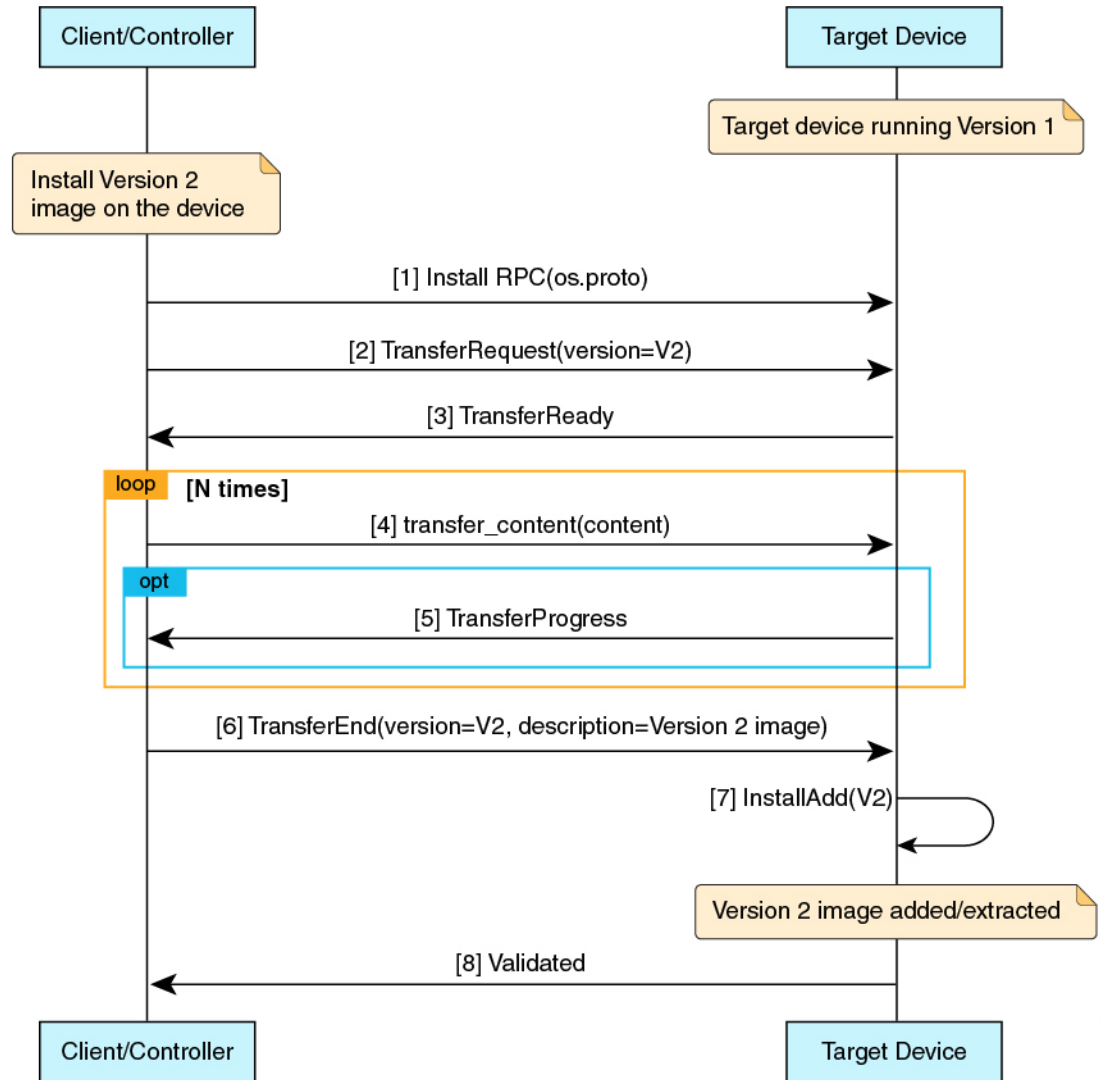 Client/Controller
Target Device
Target device running Version 1
Install Version 2
image on the device
[1] Install RPC(os.proto)
[2] TransferRequest(version=V2)
[3] TransferReady
loop
[N times]
[4] transfer_content(content)
opt
[5] TransferProgress
[6] TransferEnd(version=V2, description=Version 2 image)
[7] InstallAdd(V2)
Version 2 image added/extracted
[8] Validated
Client/Controller
Target Device